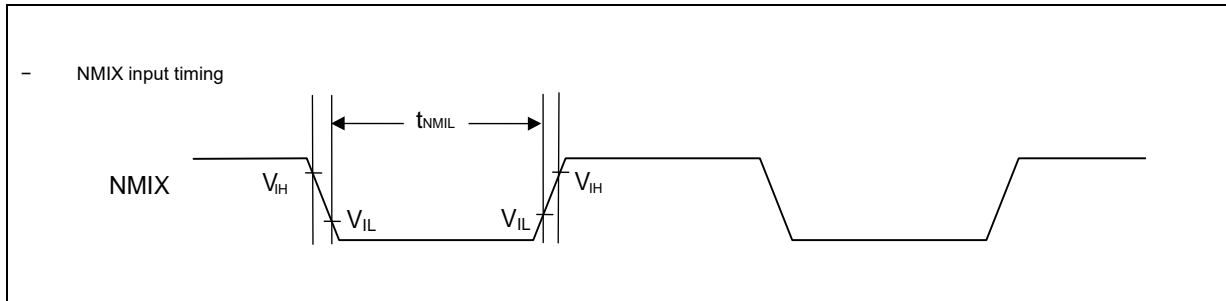 – NMIX input timing
tNMIL
NMIX
VIH
VIH
VIL
VIL